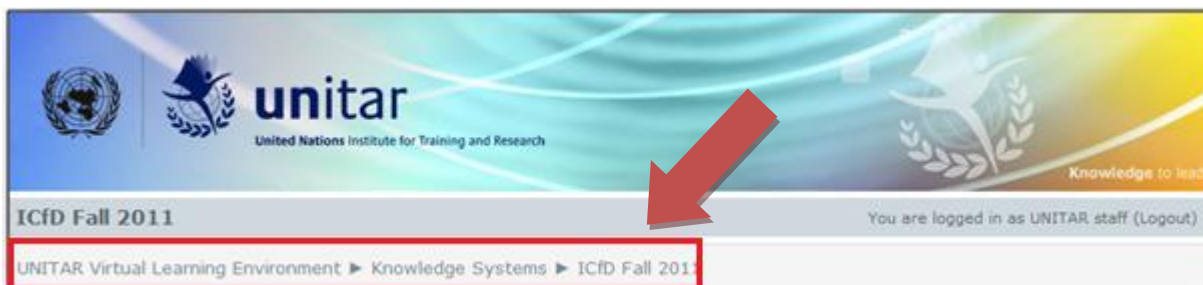 unitar
United Nations Institute for Training and Research
Knowledge to lead
ICfD Fall 2011
You are logged in as UNITAR staff (Logout)
UNITAR Virtual Learning Environment ► Knowledge Systems ► ICfD Fall 2011